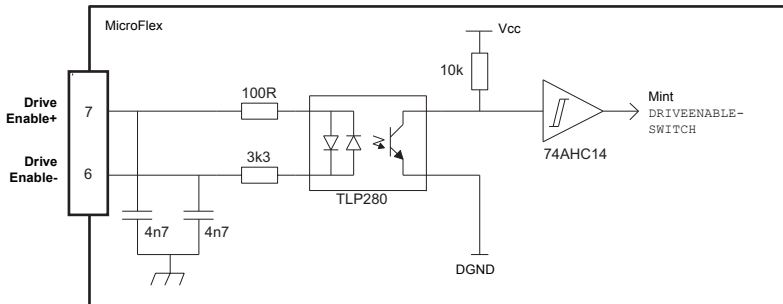 MicroFlex
Vcc
10k
100R
Drive
Enable+
7
Mint
DRIVEENABLE-
SWITCH
74AHC14
3k3
Drive
Enable-
6
TLP280
4n7
4n7
DGND